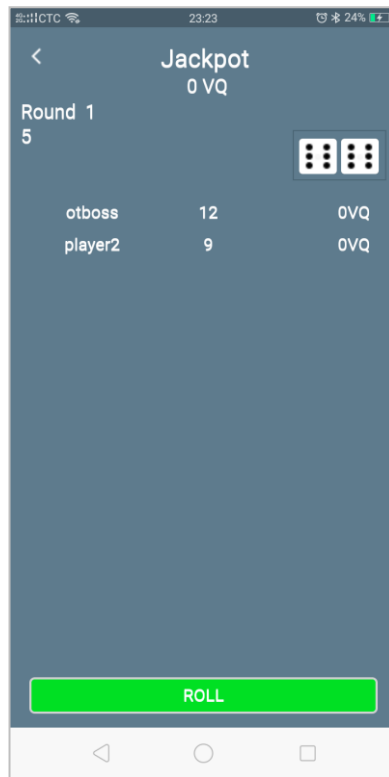 CTC 23:23 24%
Jackpot
0 VQ
Round 1
5
otboss 12 0VQ
player2 9 0VQ
ROLL